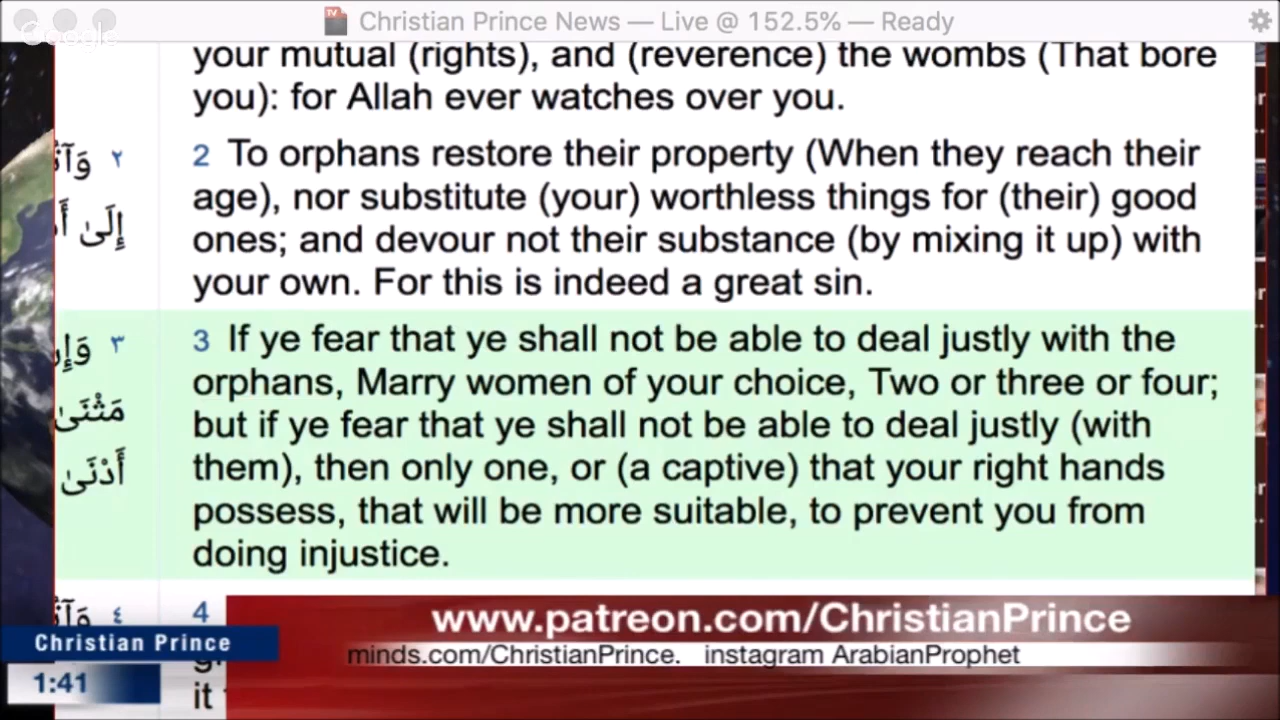 Christian Prince News — Live @ 152.5% — Ready
Google
your mutual (rights), and (reverence) the wombs (That bore
you): for Allah ever watches over you.
٢
2 To orphans restore their property (When they reach their
age), nor substitute (your) worthless things for (their) good
إِلَىٰ
ones; and devour not their substance (by mixing it up) with
your own. For this is indeed a great sin.
٣
3 If ye fear that ye shall not be able to deal justly with the
orphans, Marry women of your choice, Two or three or four;
مَثْنَىٰ
but if ye fear that ye shall not be able to deal justly (with
them), then only one, or (a captive) that your right hands
أَدْنَىٰ
possess, that will be more suitable, to prevent you from
doing injustice.
٤
4
www.patreon.com/ChristianPrince
Christian Prince
minds.com/ChristianPrince. instagram ArabianProphet
1:41
it